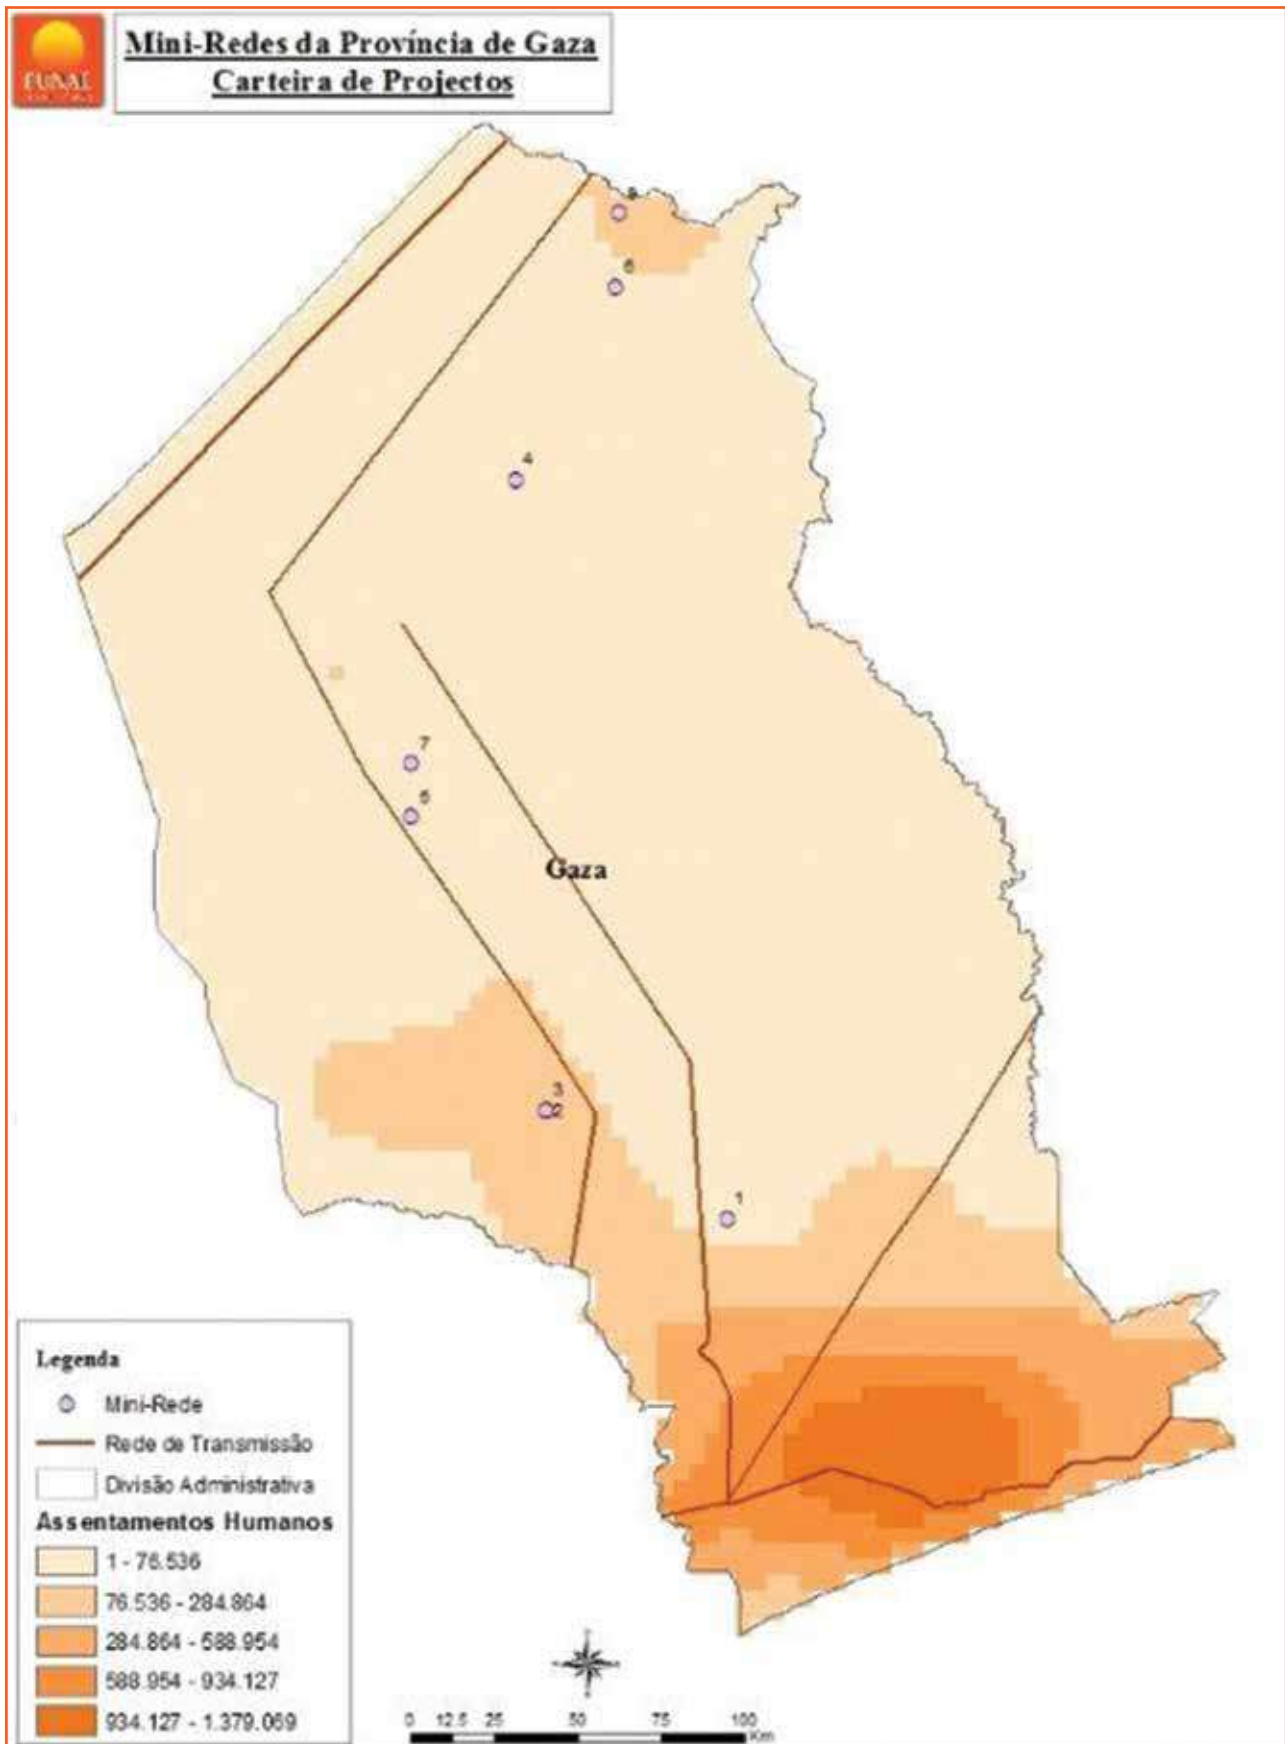 FUNAE
Mini-Redes da Província de Gaza
Carteira de Projectos
6
4
7
5
Gaza
3
2
1
Legenda
Mini-Rede
Rede de Transmissão
Divisão Administrativa
Assentamentos Humanos
1 - 76.536
76.536 - 284.864
284.864 - 588.954
588.954 - 934.127
934.127 - 1.379.069
0 12.5 25 50 75 100
Km